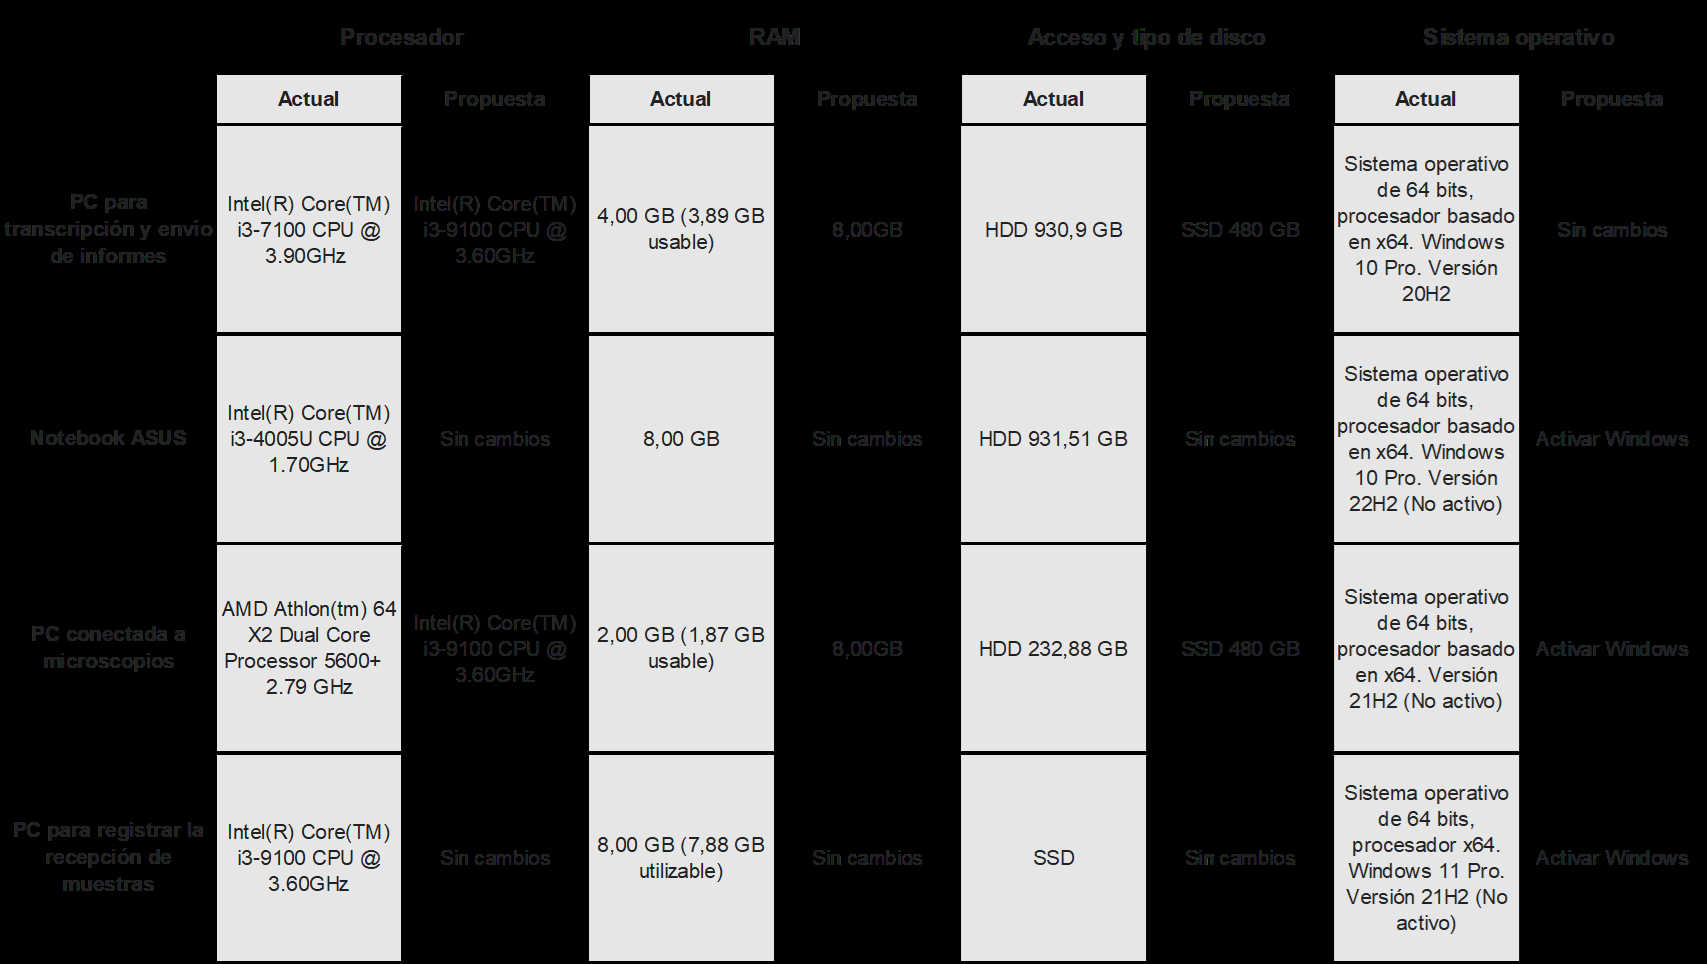 Procesador RAM Acceso y tipo de disco Sistema operativo
Actual Propuesta Actual Propuesta Actual Propuesta Actual Propuesta
PC para
transcripción y envío
de informes
Intel(R) Core(TM)
i3-7100 CPU @
3.90GHz
Intel(R) Core(TM)
i3-9100 CPU @
3.60GHz
4,00 GB (3,89 GB
usable)
8,00GB
HDD 930,9 GB
SSD 480 GB
Sistema operativo
de 64 bits,
procesador basado
en x64. Windows
10 Pro. Versión
20H2
Sin cambios
Notebook ASUS
Intel(R) Core(TM)
i3-4005U CPU @
1.70GHz
Sin cambios
8,00 GB
Sin cambios
HDD 931,51 GB
Sin cambios
Sistema operativo
de 64 bits,
procesador basado
en x64. Windows
10 Pro. Versión
22H2 (No activo)
Activar Windows
PC conectada a
microscopios
AMD Athlon(tm) 64
X2 Dual Core
Processor 5600+
2.79 GHz
Intel(R) Core(TM)
i3-9100 CPU @
3.60GHz
2,00 GB (1,87 GB
usable)
8,00GB
HDD 232,88 GB
SSD 480 GB
Sistema operativo
de 64 bits,
procesador basado
en x64. Versión
21H2 (No activo)
Activar Windows
PC para registrar la
recepción de
muestras
Intel(R) Core(TM)
i3-9100 CPU @
3.60GHz
Sin cambios
8,00 GB (7,88 GB
utilizable)
Sin cambios
SSD
Sin cambios
Sistema operativo
de 64 bits,
procesador x64.
Windows 11 Pro.
Versión 21H2 (No
activo)
Activar Windows